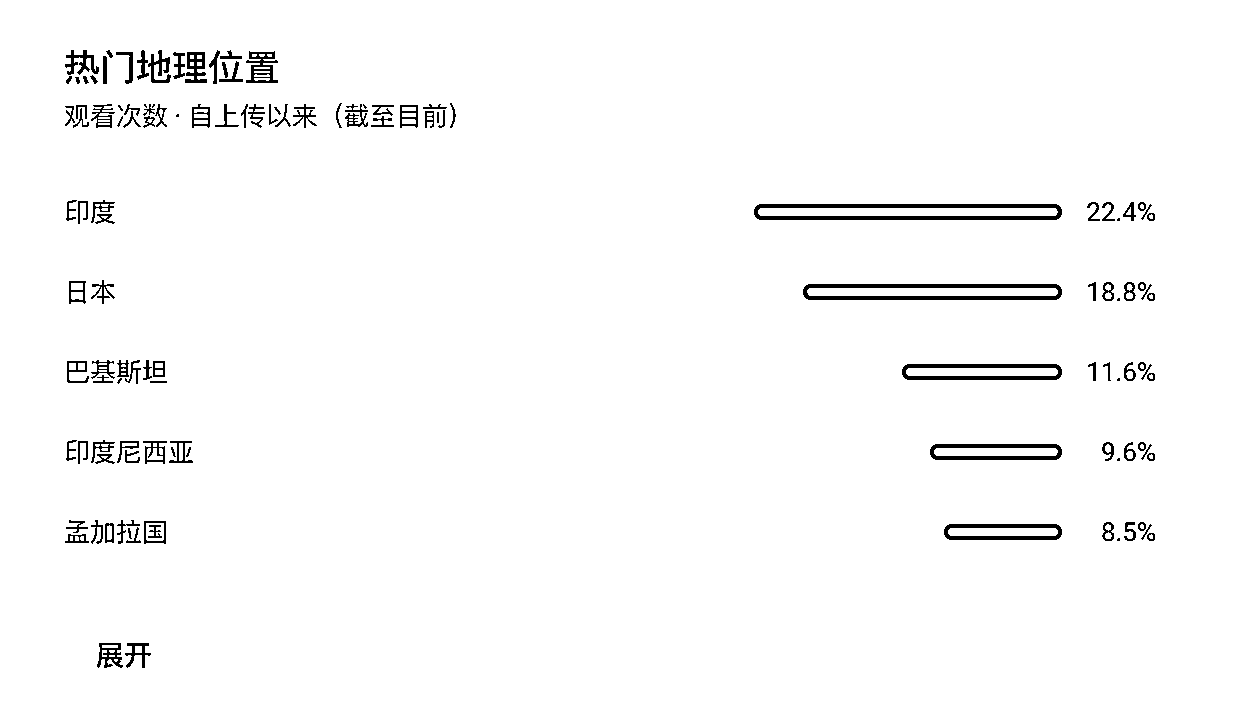 热门地理位置
观看次数 · 自上传以来（截至目前）
印度 22.4%
日本 18.8%
巴基斯坦 11.6%
印度尼西亚 9.6%
孟加拉国 8.5%
展开